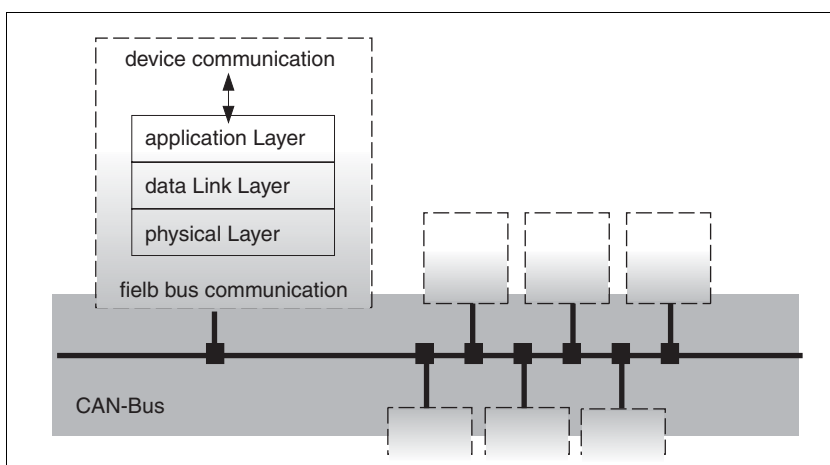 device communication
application Layer
data Link Layer
physical Layer
fielb bus communication
CAN-Bus